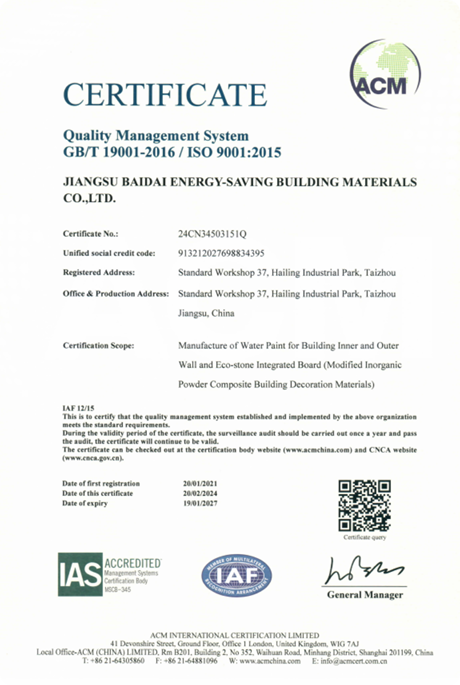 ACM
CERTIFICATE
Quality Management System
GB/T 19001-2016 / ISO 9001:2015
JIANGSU BAIDAI ENERGY-SAVING BUILDING MATERIALS
CO.,LTD.
Certificate No.: 24CN34503151Q
Unified social credit code: 913212027698834395
Registered Address: Standard Workshop 37, Hailing Industrial Park, Taizhou
Office & Production Address: Standard Workshop 37, Hailing Industrial Park, Taizhou
Jiangsu, China
Certification Scope: Manufacture of Water Paint for Building Inner and Outer
Wall and Eco-stone Integrated Board (Modified Inorganic
Powder Composite Building Decoration Materials)
IAF 12/15
This is to certify that the quality management system established and implemented by the above organization
meets the standard requirements.
During the validity period of the certificate, the surveillance audit should be carried out once a year and pass
the audit, the certificate will continue to be valid.
The certificate can be checked out at the certification body website (www.acmchina.com) and CNCA website
(www.cnca.gov.cn).
Date of first registration 20/01/2021
Date of this certificate 20/02/2024
Date of expiry 19/01/2027
Certificate query
IAS ACCREDITED
Management Systems
Certification Body
MSCB-345
MEMBER OF MULTILATERAL
IAF
RECOGNITION ARRANGEMENT
General Manager
ACM INTERNATIONAL CERTIFICATION LIMITED
41 Devonshire Street, Ground Floor, Office 1 London, United Kingdom, W1G 7AJ
Local Office-ACM (CHINA) LIMITED, Rm B201, Building 2, No 352, Waihuan Road, Minhang District, Shanghai 201199, China
T: +86 21-64305860 F: +86 21-64881096 W: www.acmchina.com E: info@acmcert.com.cn